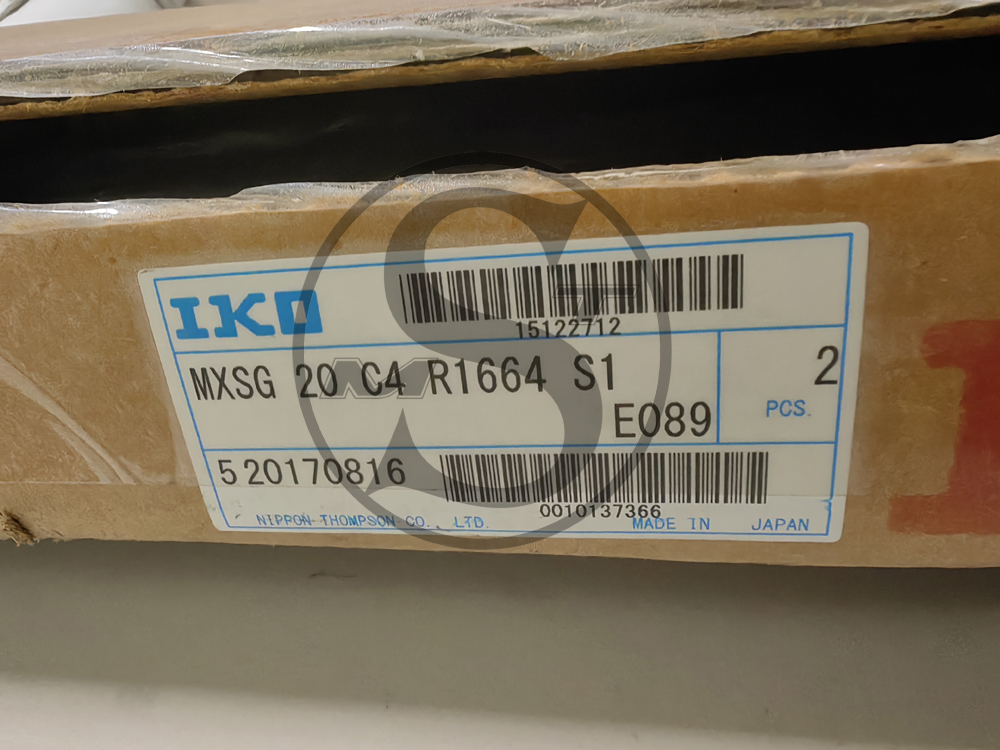 IKO
15122712
MXSG 20 C4 R1664 S1
E089
2
PCS.
5 20170816
0010137366
NIPPON THOMPSON CO., LTD.
MADE IN JAPAN